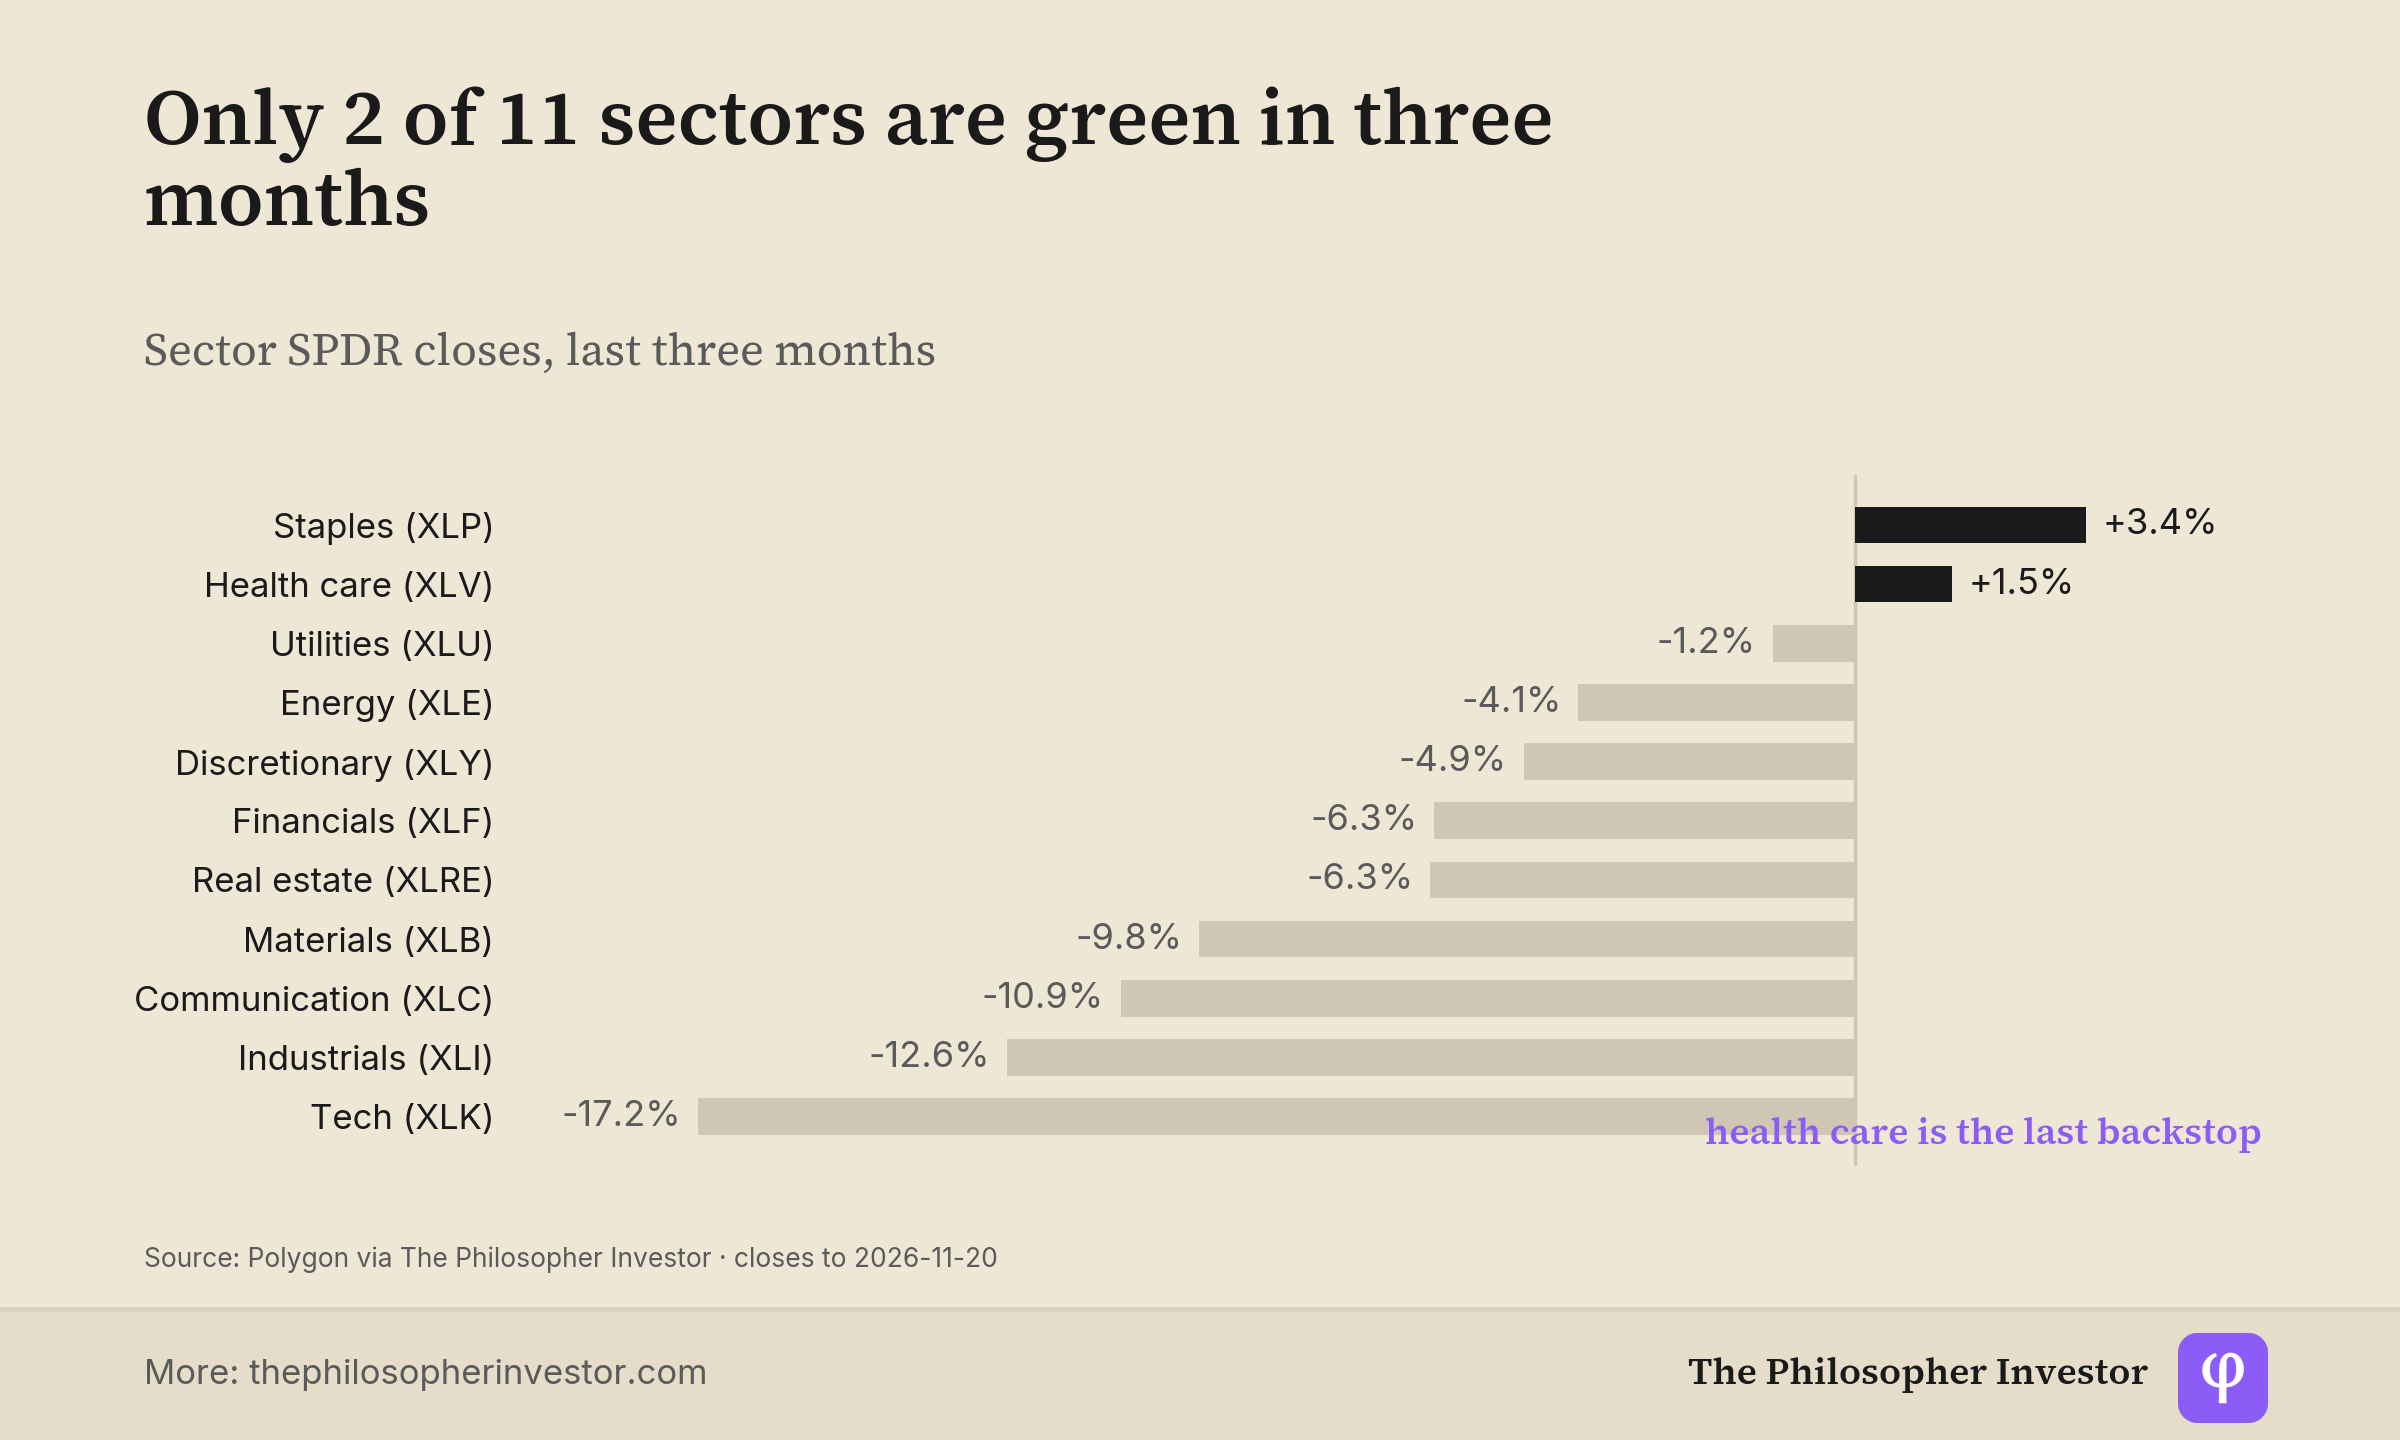 Only 2 of 11 sectors are green in three
months
Sector SPDR closes, last three months
Staples (XLP) +3.4%
Health care (XLV) +1.5%
Utilities (XLU) -1.2%
Energy (XLE) -4.1%
Discretionary (XLY) -4.9%
Financials (XLF) -6.3%
Real estate (XLRE) -6.3%
Materials (XLB) -9.8%
Communication (XLC) -10.9%
Industrials (XLI) -12.6%
Tech (XLK) -17.2%
health care is the last backstop
Source: Polygon via The Philosopher Investor · closes to 2026-11-20
More: thephilosopherinvestor.com
The Philosopher Investor φ